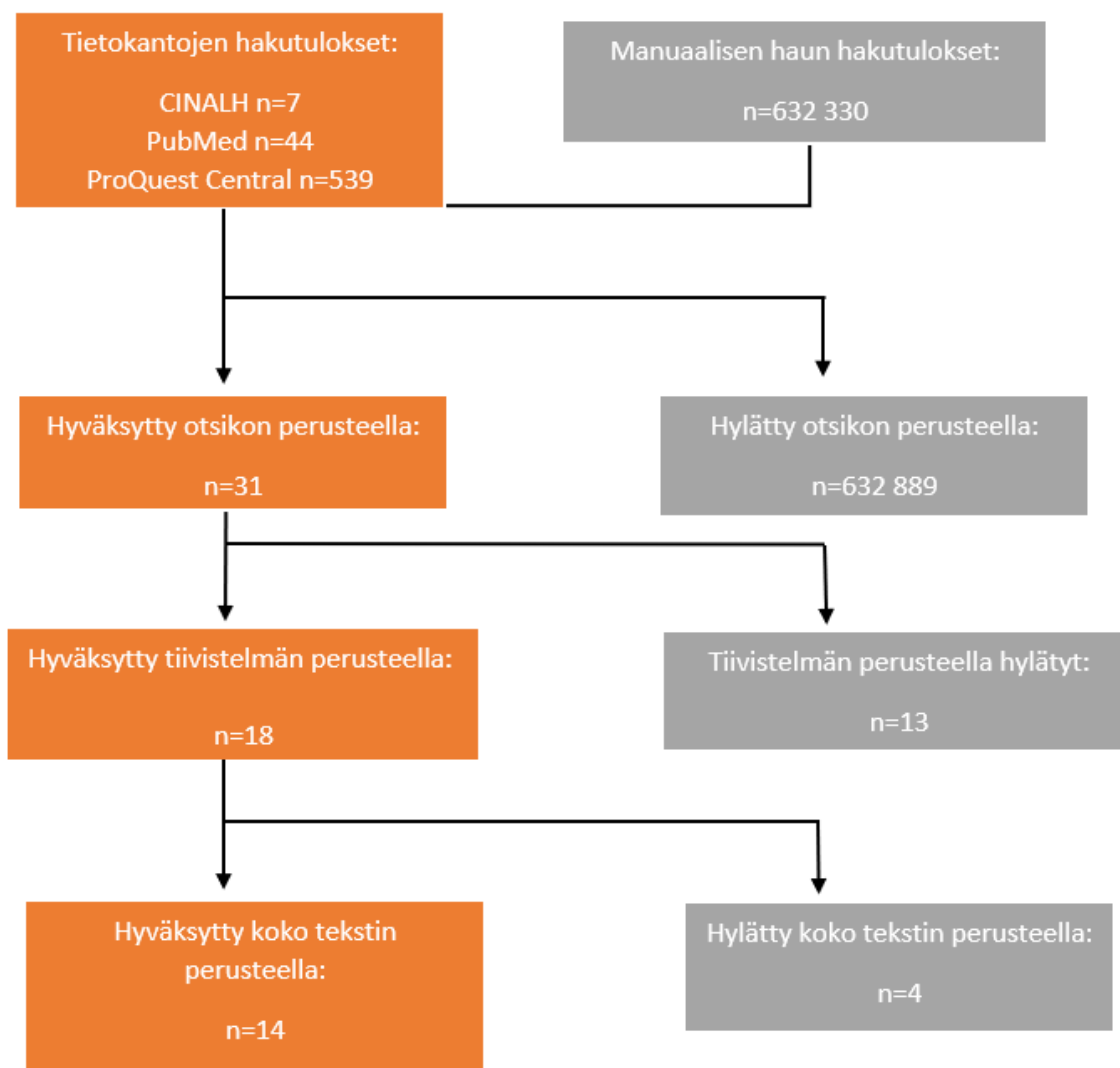 Tietokantojen hakutulokset:
CINALH n=7
PubMed n=44
ProQuest Central n=539
Manuaalisen haun hakutulokset:
n=632 330
Hyväksytty otsikon perusteella:
n=31
Hylätty otsikon perusteella:
n=632 889
Hyväksytty tiivistelmän perusteella:
n=18
Tiivistelmän perusteella hylätyt:
n=13
Hyväksytty koko tekstin
perusteella:
n=14
Hylätty koko tekstin perusteella:
n=4